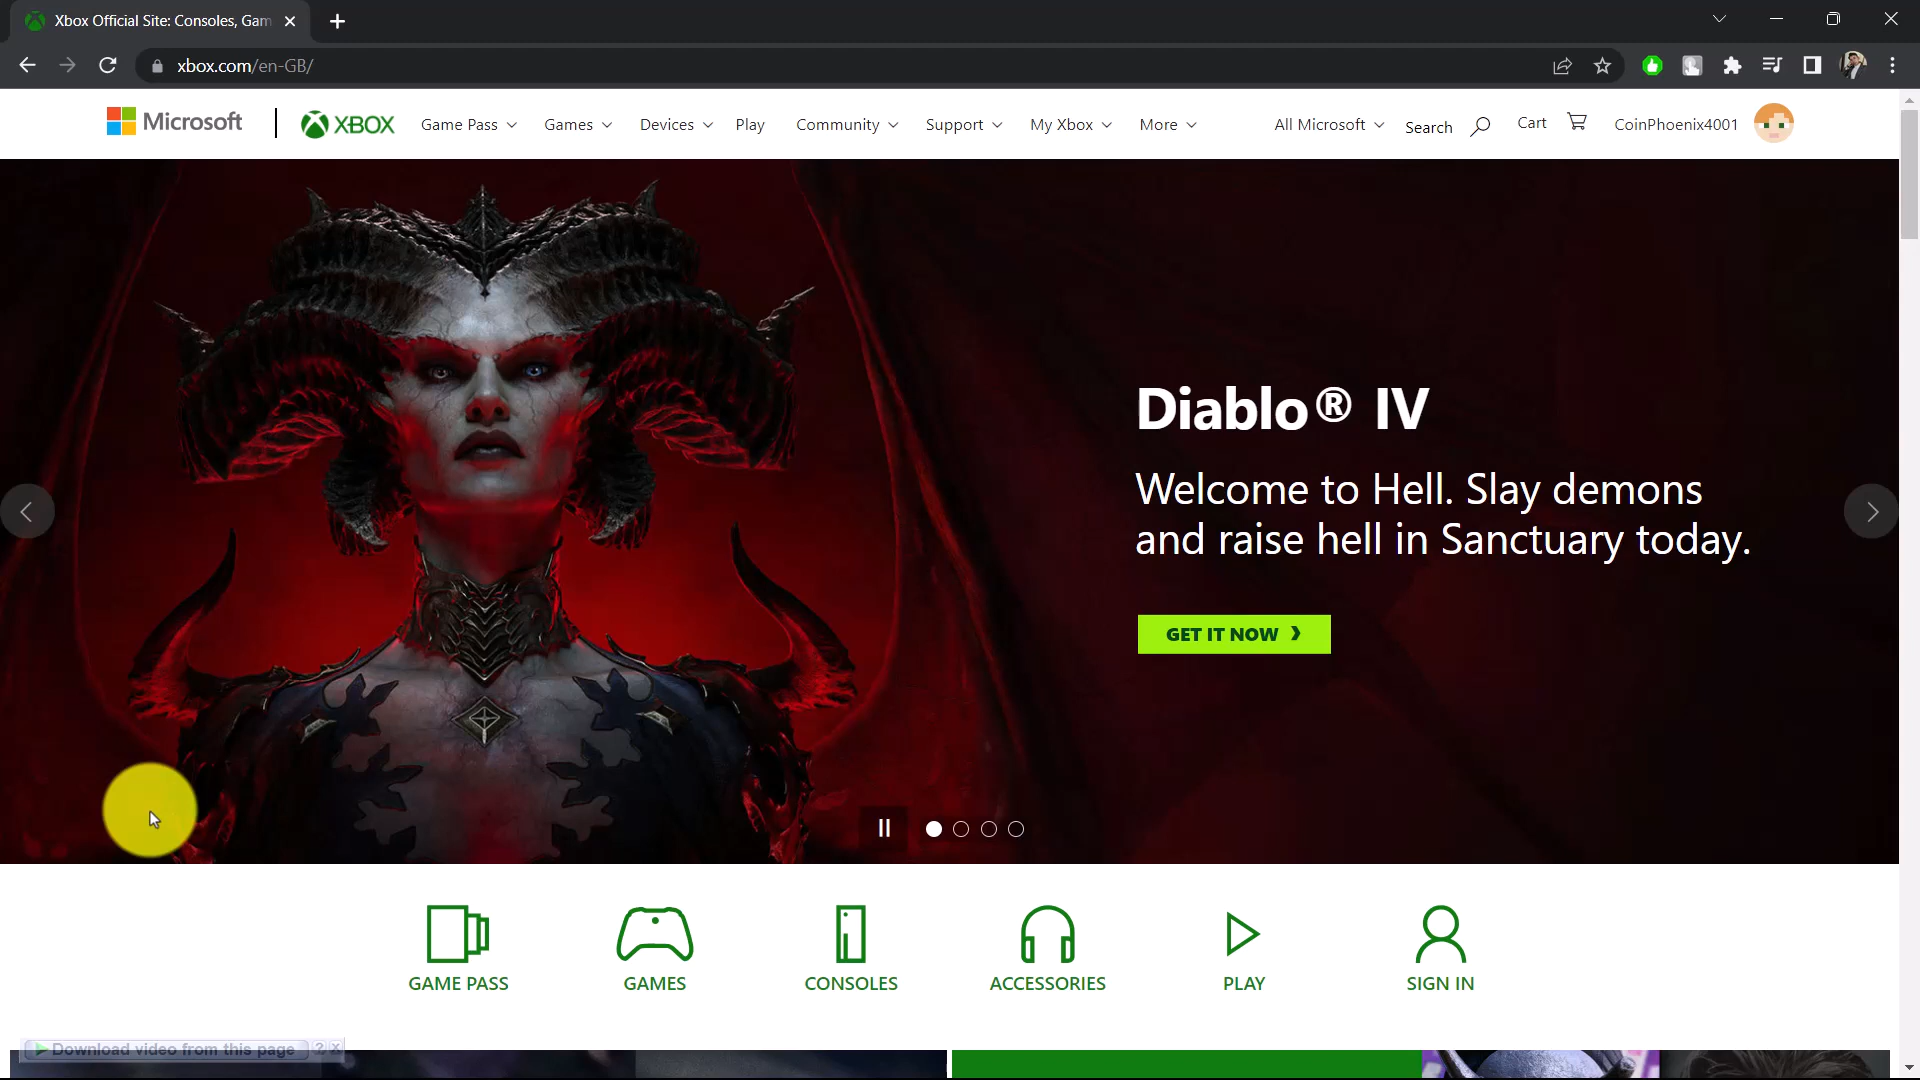 Xbox Official Site: Consoles, Gam
xbox.com/en-GB/
Microsoft XBOX Game Pass Games Devices Play Community Support My Xbox More All Microsoft Search Cart CoinPhoenix4001
Diablo® IV
Welcome to Hell. Slay demons
and raise hell in Sanctuary today.
GET IT NOW
GAME PASS GAMES CONSOLES ACCESSORIES PLAY SIGN IN
Download video from this page ? x